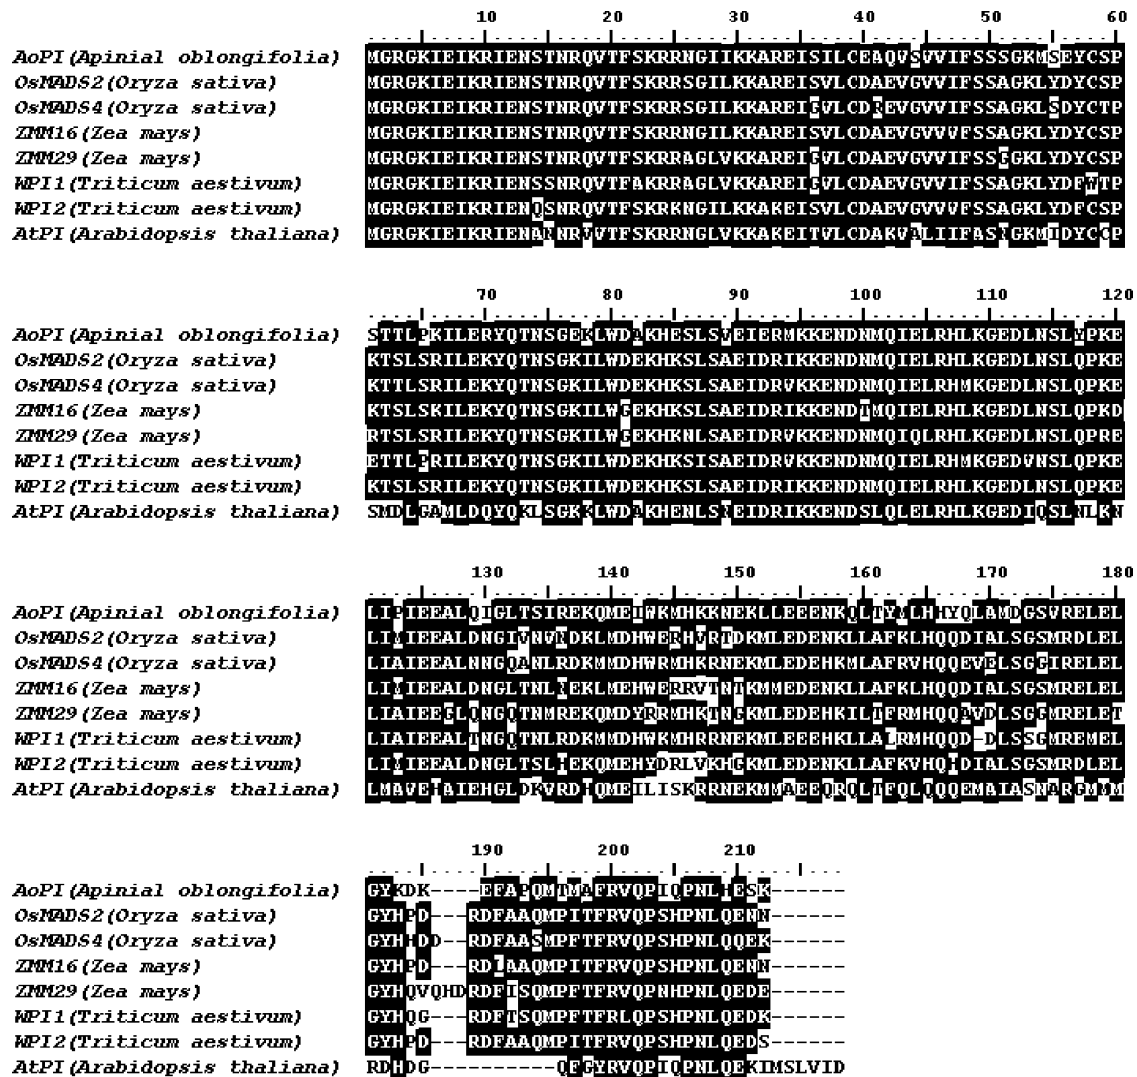 10 20 30 40 50 60
AoPI(Apinial oblongifolia) MGRGKIEIKRIENSTNRQVTFSKRRNGIIKKAREISILCEAQVSVVIFSSSGKMSEYCSP
OsMADS2(Oryza sativa) MGRGKIEIKRIENSTNRQVTFSKRRSGILKKAREISVLCDAEVGVVIFSSAGKLYDYCSP
OsMADS4(Oryza sativa) MGRGKIEIKRIENSTNRQVTFSKRRSGILKKAREIGVLCDREVGVVIFSSAGKLSDYCTP
ZMM16(Zea mays) MGRGKIEIKRIENSTNRQVTFSKRRNGILKKAREISVLCDAEVGVVVFSSAGKLYDYCSP
ZMM29(Zea mays) MGRGKIEIKRIENSTNRQVTFSKRRAGLVKKAREIGVLCDAEVGVVIFSSGGKLYDYCSP
WPI1(Triticum aestivum) MGRGKIEIKRIENSSNRQVTFAKRRAGLVKKAREIGVLCDAEVGVVIFSSAGKLYDFWTP
WPI2(Triticum aestivum) MGRGKIEIKRIENQSNRQVTFSKRKNGILKKAKEISVLCDAEVGVVVFSSAGKLYDFCSP
AtPI(Arabidopsis thaliana) MGRGKIEIKRIENANNRVVTFSKRRNGLVKKAKEITVLCDAKVALIIFASNGKMIDYCCP
70 80 90 100 110 120
AoPI(Apinial oblongifolia) STTLPKILERYQTNSGEKLWDAKHESLSVEIERMKKENDNMQIELRHLKGEDLNSLYPKE
OsMADS2(Oryza sativa) KTSLSRILEKYQTNSGKILWDEKHKSLSAEIDRIKKENDNMQIELRHLKGEDLNSLQPKE
OsMADS4(Oryza sativa) KTTLSRILEKYQTNSGKILWDEKHKSLSAEIDRVKKENDNMQIELRHMKGEDLNSLQPKE
ZMM16(Zea mays) KTSLSKILEKYQTNSGKILWGEKHKSLSAEIDRIKKENDTMQIELRHLKGEDLNSLQPKD
ZMM29(Zea mays) RTSLSRILEKYQTNSGKILWGEKHKNLSAEIDRVKKENDNMQIQLRHLKGEDLNSLQPRE
WPI1(Triticum aestivum) ETTLPRILEKYQTNSGKILWDEKHKSISAEIDRVKKENDNMQIELRHMKGEDVNSLQPKE
WPI2(Triticum aestivum) KTSLSRILEKYQTNSGKILWDEKHKSLSAEIDRIKKENDNMQIELRHLKGEDLNSLQPKE
AtPI(Arabidopsis thaliana) SMDLGAMLDQYQKLSGKKLWDAKHENLSNEIDRIKKENDSLQLELRHLKGEDIQSLNLKN
130 140 150 160 170 180
AoPI(Apinial oblongifolia) LIPIEEALQIGLTSIREKQMEIWKMHKKNEKLLEEENKQLTYMLHHYQLAMDGSVRELEL
OsMADS2(Oryza sativa) LIMIEEALDNGIVNVNDKLMDHWERHVRTDKMLEDENKLLAFKLHQQDIALSGSMRDLEL
OsMADS4(Oryza sativa) LIAIEEALNNGQANLRDKMMDHWRMHKRNEKMLEDEHKMLAFRVHQQEVELSGGIRELEL
ZMM16(Zea mays) LIMIEEALDNGLTNLNEKLMEHWERRVTNTKMMEDENKLLAFKLHQQDIALSGSMRELEL
ZMM29(Zea mays) LIAIEEGLQNGQTNMREKQMDYRRMHKTNGKMLEDEHKILTFRMHQQAVDLSGGMRELET
WPI1(Triticum aestivum) LIAIEEALTNGQTNLRDKMMDHWKMHRRNEKMLEEEHKLLALRMHQQD-DLSSGMREMEL
WPI2(Triticum aestivum) LIMIEEALDNGLTSLHEKQMEHYDRLVKHGKMLEDENKLLAFKVHQQHIDALSGSMRDLEL
AtPI(Arabidopsis thaliana) LMAVEHAIEHGLDKVRDHQMEILISKRRNEKMMAEEQRQLTFQLQQQEMAIASNARGMMM
190 200 210
AoPI(Apinial oblongifolia) GYKDK----EFAPQMTMAFRVQPIQPNLHESK------
OsMADS2(Oryza sativa) GYHPD---RDFAAQMPITFRVQPSHPNLQENN------
OsMADS4(Oryza sativa) GYHHDD--RDFAASMPFTFRVQPSHPNLQQEK------
ZMM16(Zea mays) GYHPD---RDLAAQMPITFRVQPSHPNLQENN------
ZMM29(Zea mays) GYHQVQHDRDFISQMPFTFRVQPNHPNLQEDE------
WPI1(Triticum aestivum) GYHQG---RDFTSQMPFTFRLQPSHPNLQEDK------
WPI2(Triticum aestivum) GYHPD---RDFAAQMPITFRVQPSHPNLQEDS------
AtPI(Arabidopsis thaliana) RDHDG----------QFGYRVQPIQPNLQEKIMSLVID